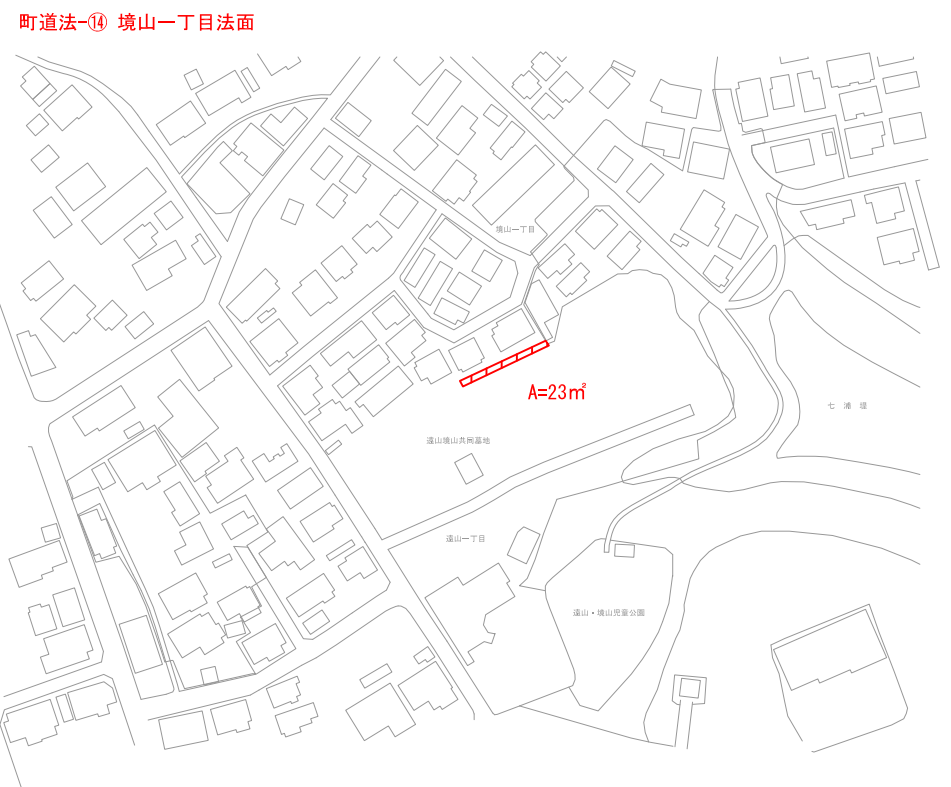 町道法-⑭ 境山一丁目法面
境山一丁目
A=23㎡
七 浦 堤
遠山境山共同墓地
遠山一丁目
遠山・境山児童公園